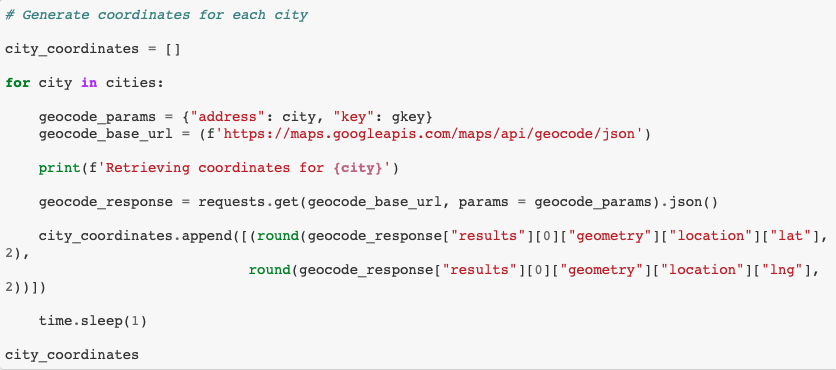 # Generate coordinates for each city
city_coordinates = []
for city in cities:
    geocode_params = {"address": city, "key": gkey}
    geocode_base_url = (f'https://maps.googleapis.com/maps/api/geocode/json')
    print(f'Retrieving coordinates for {city}')
    geocode_response = requests.get(geocode_base_url, params = geocode_params).json()
    city_coordinates.append([(round(geocode_response["results"][0]["geometry"]["location"]["lat"],
2),
                             round(geocode_response["results"][0]["geometry"]["location"]["lng"],
2))])
    time.sleep(1)
city_coordinates